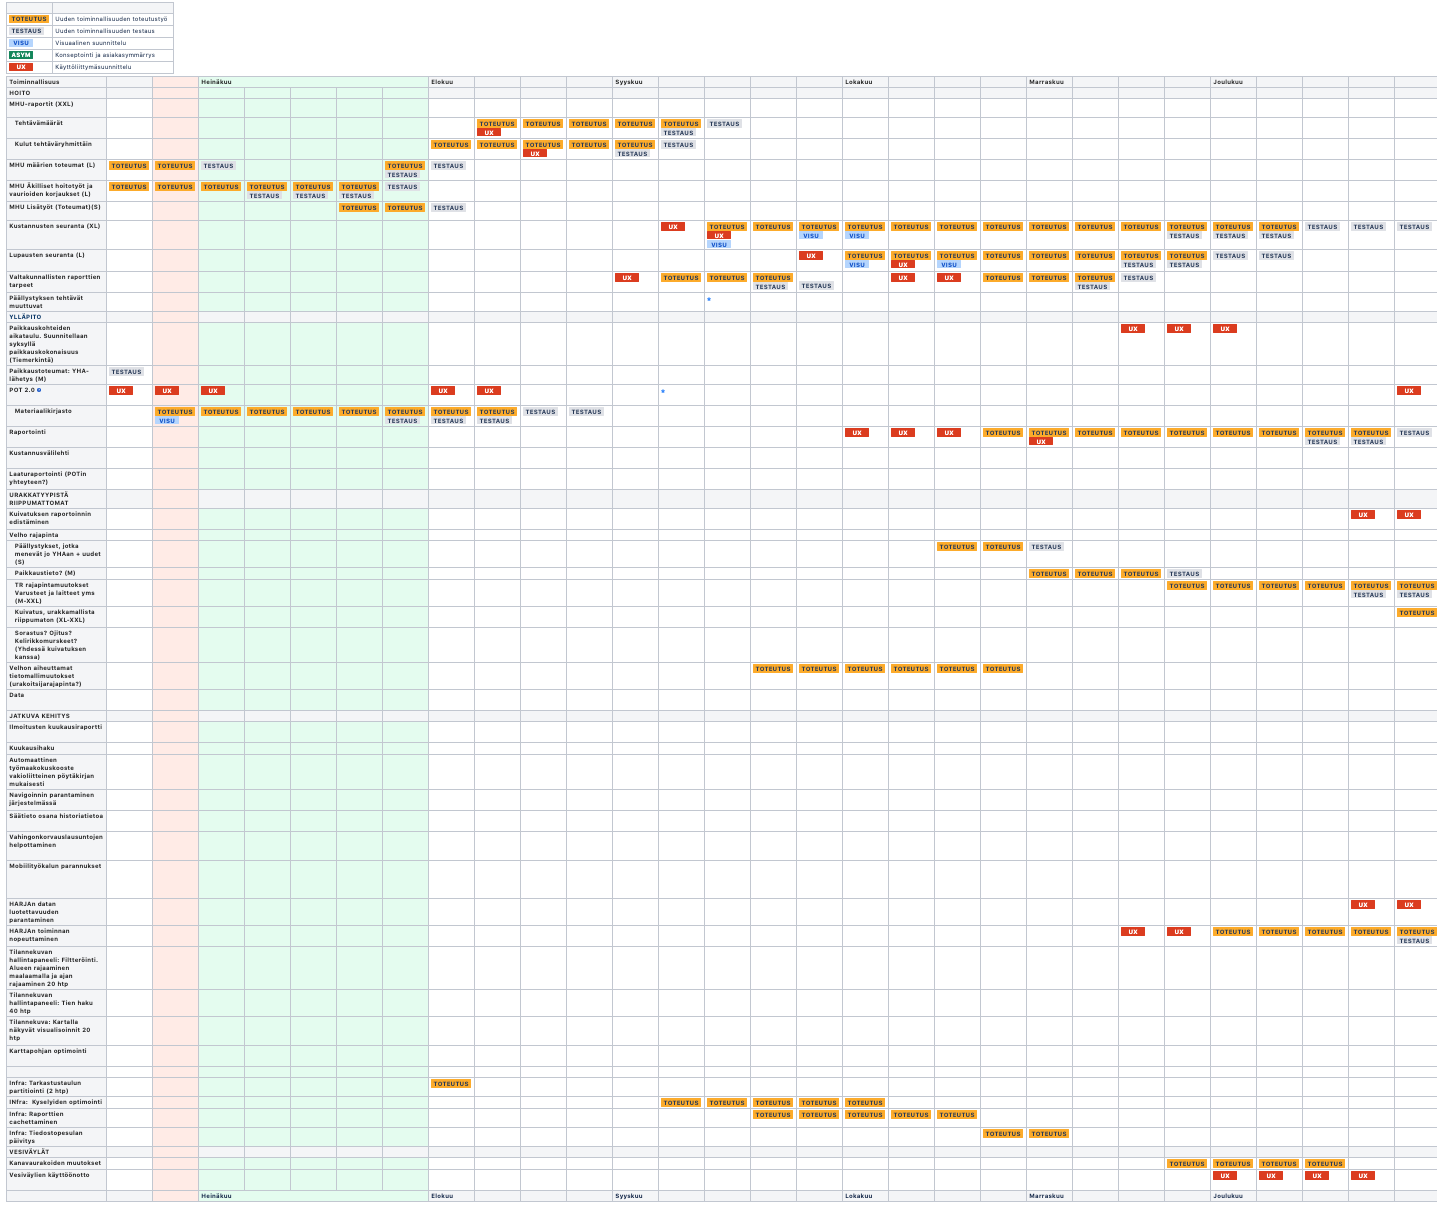 TOTEUTUS Uuden toiminnallisuuden toteutustyö
TESTAUS Uuden toiminnallisuuden testaus
VISU Visuaalinen suunnittelu
ASYM Konseptointi ja asiakasymmärrys
UX Käyttöliittymäsuunnittelu
Toiminnallisuus Heinäkuu Elokuu Syyskuu Lokakuu Marraskuu Joulukuu
HOITO
MHU-raportit (XXL)
Tehtävämäärät TOTEUTUS TOTEUTUS TOTEUTUS TOTEUTUS TOTEUTUS TESTAUS
UX TESTAUS
Kulut tehtäväryhmittäin TOTEUTUS TOTEUTUS TOTEUTUS TOTEUTUS TOTEUTUS TESTAUS
UX TESTAUS
MHU määrien toteumat (L) TOTEUTUS TOTEUTUS TESTAUS TOTEUTUS TESTAUS
TESTAUS
MHU Äkilliset hoitotyöt ja TOTEUTUS TOTEUTUS TOTEUTUS TOTEUTUS TOTEUTUS TOTEUTUS TESTAUS
vaurioiden korjaukset (L) TESTAUS TESTAUS TESTAUS
MHU Lisätyöt (Toteumat)(S) TOTEUTUS TOTEUTUS TESTAUS
Kustannusten seuranta (XL) UX TOTEUTUS TOTEUTUS TOTEUTUS TOTEUTUS TOTEUTUS TOTEUTUS TOTEUTUS TOTEUTUS TOTEUTUS TOTEUTUS TOTEUTUS TOTEUTUS TOTEUTUS TESTAUS TESTAUS TESTAUS
UX VISU VISU TESTAUS TESTAUS TESTAUS
VISU
Lupausten seuranta (L) UX TOTEUTUS TOTEUTUS TOTEUTUS TOTEUTUS TOTEUTUS TOTEUTUS TOTEUTUS TOTEUTUS TESTAUS TESTAUS
VISU UX VISU TESTAUS TESTAUS
Valtakunnallisten raporttien UX TOTEUTUS TOTEUTUS TOTEUTUS UX UX TOTEUTUS TOTEUTUS TOTEUTUS TESTAUS
tarpeet TESTAUS TESTAUS TESTAUS
Päällystyksen tehtävät *
muuttuvat
YLLÄPITO
Paikkauskohteiden UX UX UX
aikataulu. Suunnitellaan
syksyllä
paikkauskokonaisuus
(Tiemerkintä)
Paikkaustoteumat: YHA- TESTAUS
lähetys (M)
POT 2.0 UX UX UX UX UX * UX
Materiaalikirjasto TOTEUTUS TOTEUTUS TOTEUTUS TOTEUTUS TOTEUTUS TOTEUTUS TOTEUTUS TOTEUTUS TESTAUS TESTAUS
VISU TESTAUS TESTAUS TESTAUS
Raportointi UX UX UX TOTEUTUS TOTEUTUS TOTEUTUS TOTEUTUS TOTEUTUS TOTEUTUS TOTEUTUS TOTEUTUS TOTEUTUS TESTAUS
UX TESTAUS TESTAUS
Kustannusvälilehti
Laaturaportointi (POTin
yhteyteen?)
URAKKATYYPISTÄ
RIIPPUMATTOMAT
Kuivatuksen raportoinnin UX UX
edistäminen
Velho rajapinta
Päällystykset, jotka TOTEUTUS TOTEUTUS TESTAUS
menevät jo YHAan + uudet
(S)
Paikkaustieto? (M) TOTEUTUS TOTEUTUS TOTEUTUS TESTAUS
TR rajapintamuutokset TOTEUTUS TOTEUTUS TOTEUTUS TOTEUTUS TOTEUTUS TOTEUTUS
Varusteet ja laitteet yms TESTAUS TESTAUS
(M-XXL)
Kuivatus, urakkamallista TOTEUTUS
riippumaton (XL-XXL)
Sorastus? Ojitus?
Kelirikkomurskeet?
(Yhdessä kuivatuksen
kanssa)
Velhon aiheuttamat TOTEUTUS TOTEUTUS TOTEUTUS TOTEUTUS TOTEUTUS TOTEUTUS
tietomallimuutokset
(urakoitsijarajapinta?)
Data
JATKUVA KEHITYS
Ilmoitusten kuukausiraportti
Kuukausihaku
Automaattinen
työmaakokouskooste
vakioliitteinen pöytäkirjan
mukaisesti
Navigoinnin parantaminen
järjestelmässä
Säätieto osana historiatietoa
Vahingonkorvauslausuntojen
helpottaminen
Mobiilityökalun parannukset
HARJAn datan UX UX
luotettavuuden
parantaminen
HARJAn toiminnan UX UX TOTEUTUS TOTEUTUS TOTEUTUS TOTEUTUS TOTEUTUS
nopeuttaminen TESTAUS
Tilannekuvan
hallintapaneeli: Filtteröinti.
Alueen rajaaminen
maalaamalla ja ajan
rajaaminen 20 htp
Tilannekuvan
hallintapaneeli: Tien haku
40 htp
Tilannekuva: Kartalla
näkyvät visualisoinnit 20
htp
Karttapohjan optimointi
Infra: Tarkastustaulun TOTEUTUS
partitiointi (2 htp)
INfra: Kyselyiden optimointi TOTEUTUS TOTEUTUS TOTEUTUS TOTEUTUS TOTEUTUS
Infra: Raporttien TOTEUTUS TOTEUTUS TOTEUTUS TOTEUTUS TOTEUTUS
cachettaminen
Infra: Tiedostopesulan TOTEUTUS TOTEUTUS
päivitys
VESIVÄYLÄT
Kanavaurakoiden muutokset TOTEUTUS TOTEUTUS TOTEUTUS TOTEUTUS
Vesiväylien käyttöönotto UX UX UX UX
Heinäkuu Elokuu Syyskuu Lokakuu Marraskuu Joulukuu